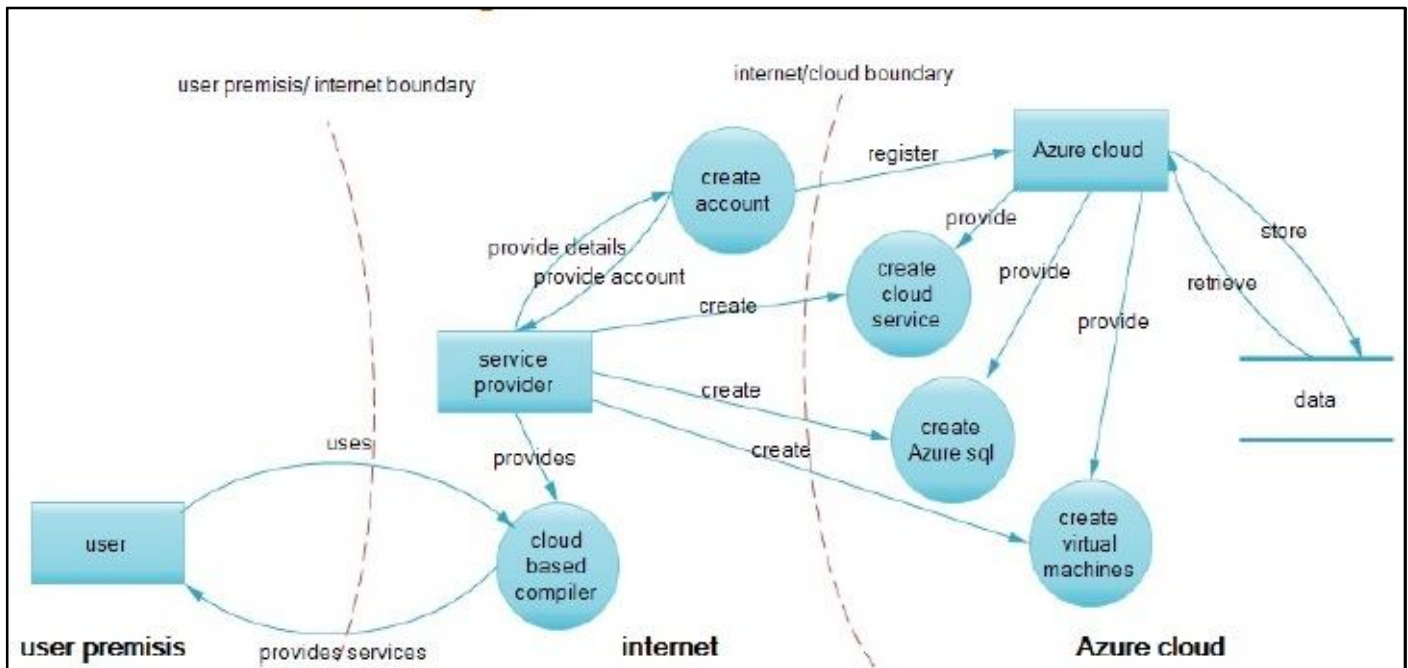 user premisis/ internet boundary
internet/cloud boundary
create
account
register
Azure cloud
provide details
provide account
provide
store
create
cloud
service
provide
retrieve
create
provide
service
provider
create
data
create
Azure sql
create
uses
provides
user
cloud
based
compiler
create
virtual
machines
provides/services
user premisis
internet
Azure cloud